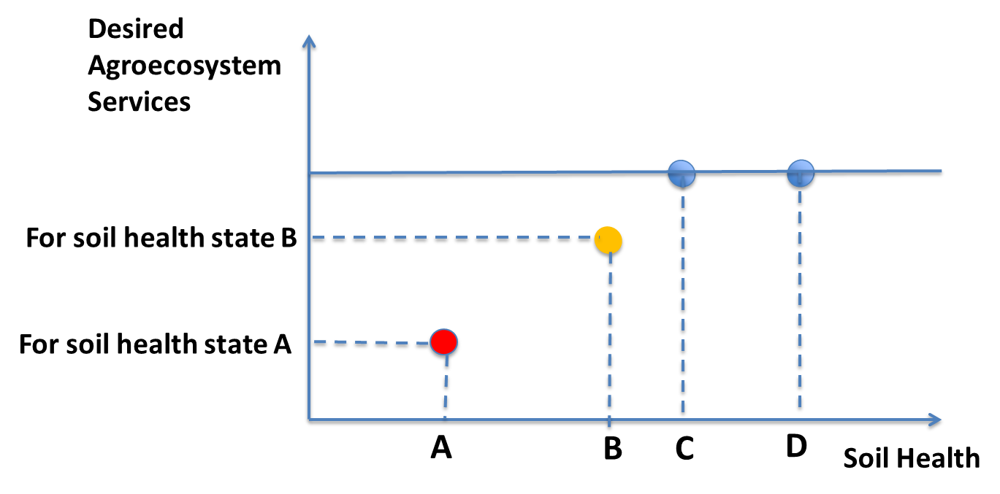 Desired
Agroecosystem
Services
For soil health state B
For soil health state A
A
B
C
D
Soil Health